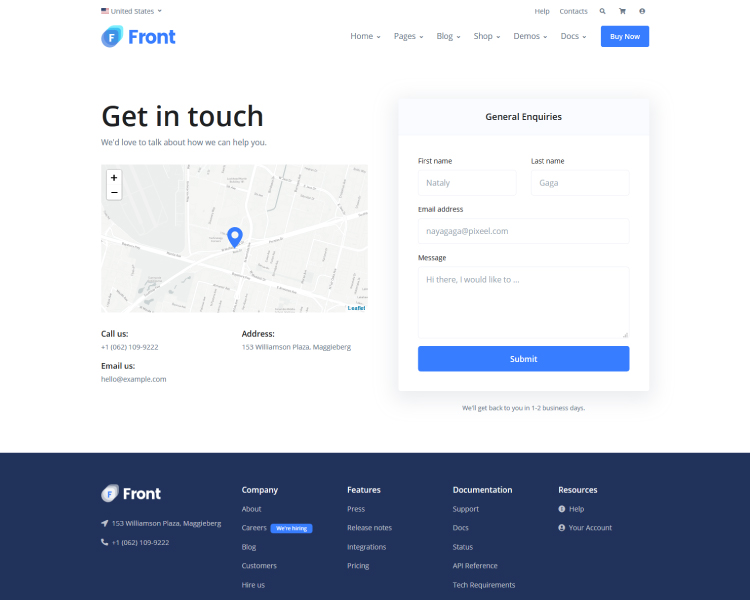 United States
Help Contacts
Front
Home Pages Blog Shop Demos Docs Buy Now
Get in touch
We'd love to talk about how we can help you.
+
−
Leaflet
Call us:
+1 (062) 109-9222
Address:
153 Williamson Plaza, Maggieberg
Email us:
hello@example.com
General Enquiries
First name
Nataly
Last name
Gaga
Email address
nayagaga@pixeel.com
Message
Hi there, I would like to ...
Submit
We'll get back to you in 1-2 business days.
Front
153 Williamson Plaza, Maggieberg
+1 (062) 109-9222
Company
About
Careers We're hiring
Blog
Customers
Hire us
Features
Press
Release notes
Integrations
Pricing
Documentation
Support
Docs
Status
API Reference
Tech Requirements
Resources
Help
Your Account